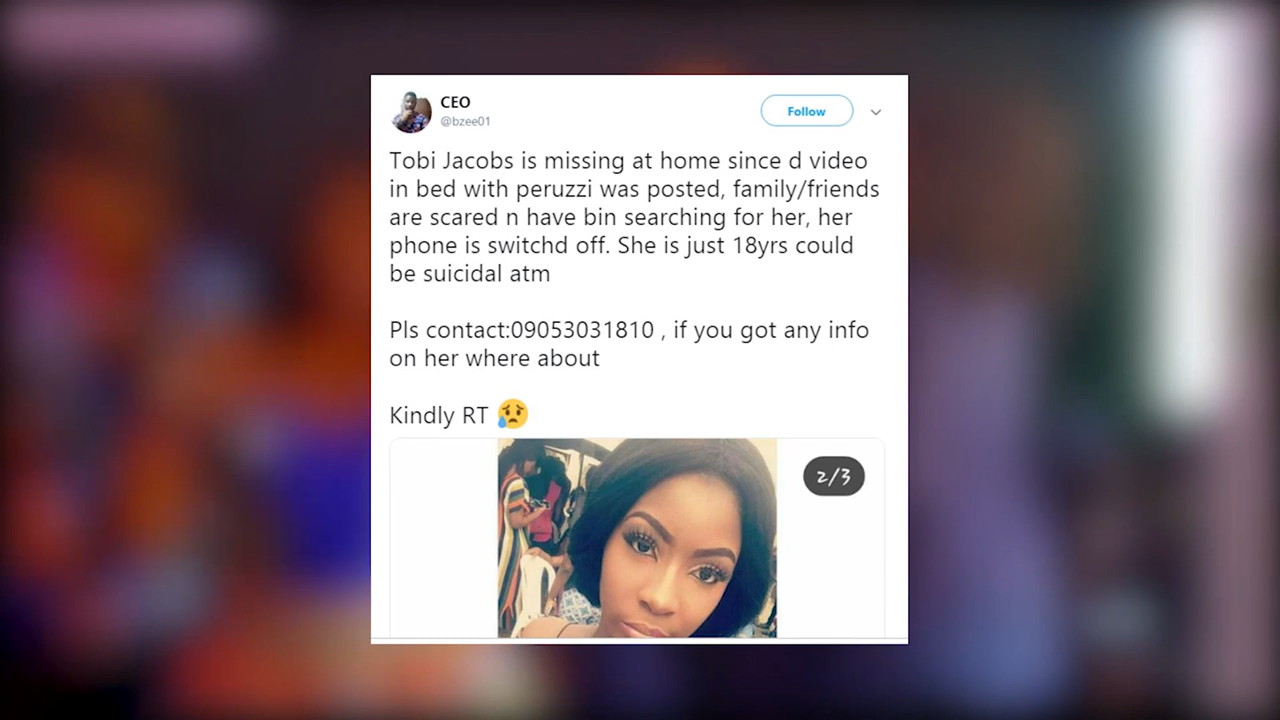 CEO
@bzee01
Follow
Tobi Jacobs is missing at home since d video
in bed with peruzzi was posted, family/friends
are scared n have bin searching for her, her
phone is switchd off. She is just 18yrs could
be suicidal atm
Pls contact:09053031810 , if you got any info
on her where about
Kindly RT 😥
2/3